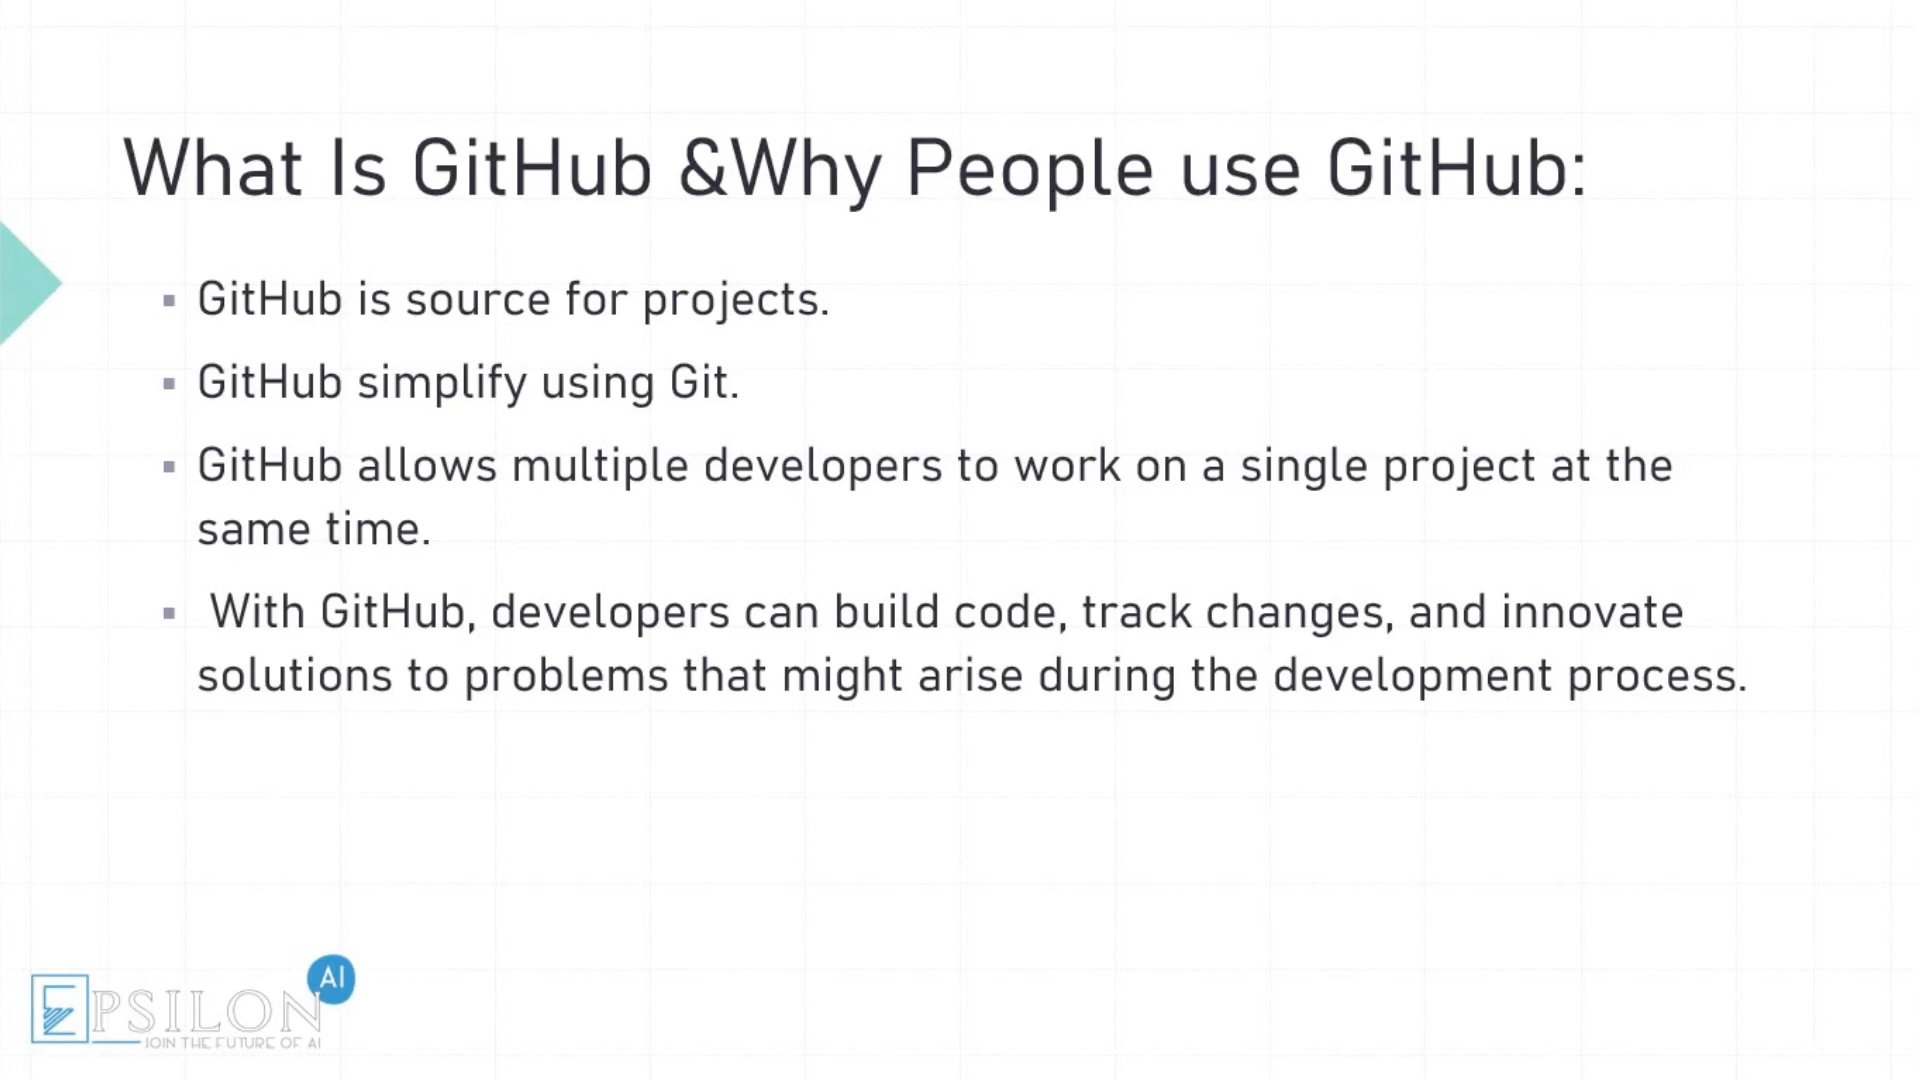 What Is GitHub &Why People use GitHub:
▪ GitHub is source for projects.
▪ GitHub simplify using Git.
▪ GitHub allows multiple developers to work on a single project at the
same time.
▪ With GitHub, developers can build code, track changes, and innovate
solutions to problems that might arise during the development process.
EPSILON AI
JOIN THE FUTURE OF AI